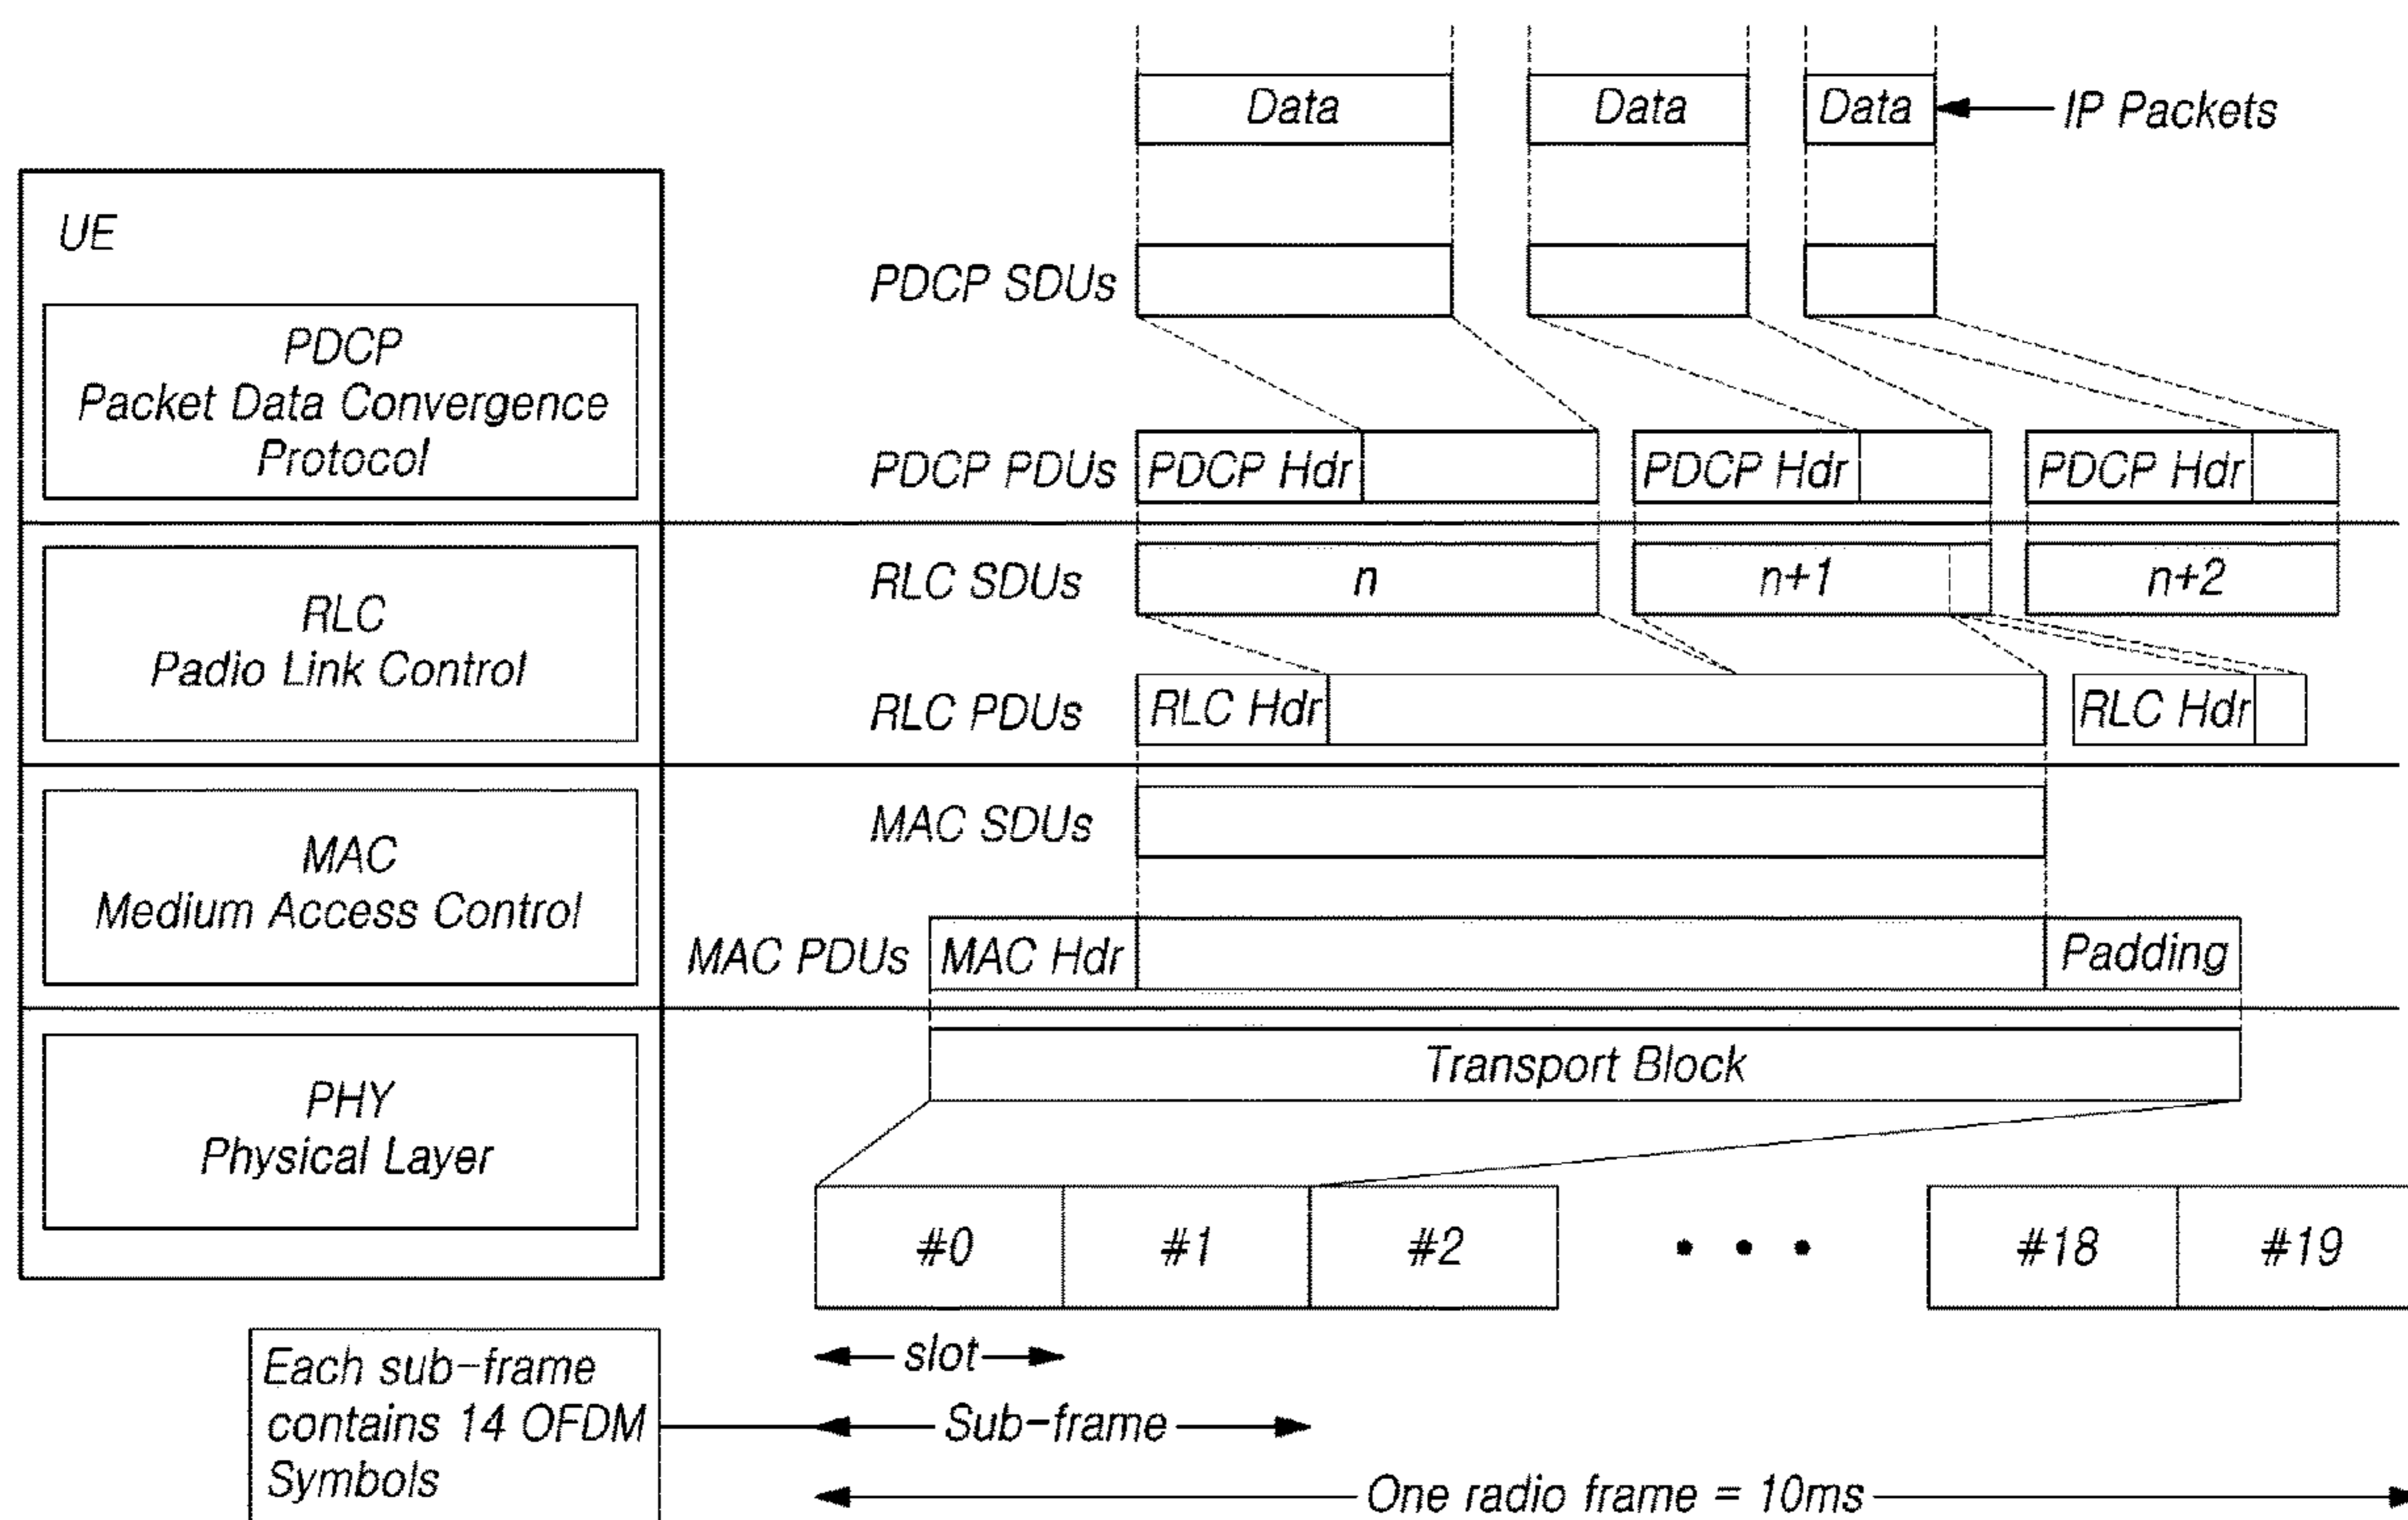 Data Data Data IP Packets
UE
PDCP SDUs
PDCP
Packet Data Convergence
Protocol
PDCP PDUs PDCP Hdr PDCP Hdr PDCP Hdr
RLC SDUs n n+1 n+2
RLC
Padio Link Control
RLC PDUs RLC Hdr RLC Hdr
MAC SDUs
MAC
Medium Access Control
MAC PDUs MAC Hdr Padding
Transport Block
PHY
Physical Layer
#0 #1 #2 • • • #18 #19
slot
Each sub-frame
contains 14 OFDM
Symbols
Sub-frame
One radio frame = 10ms